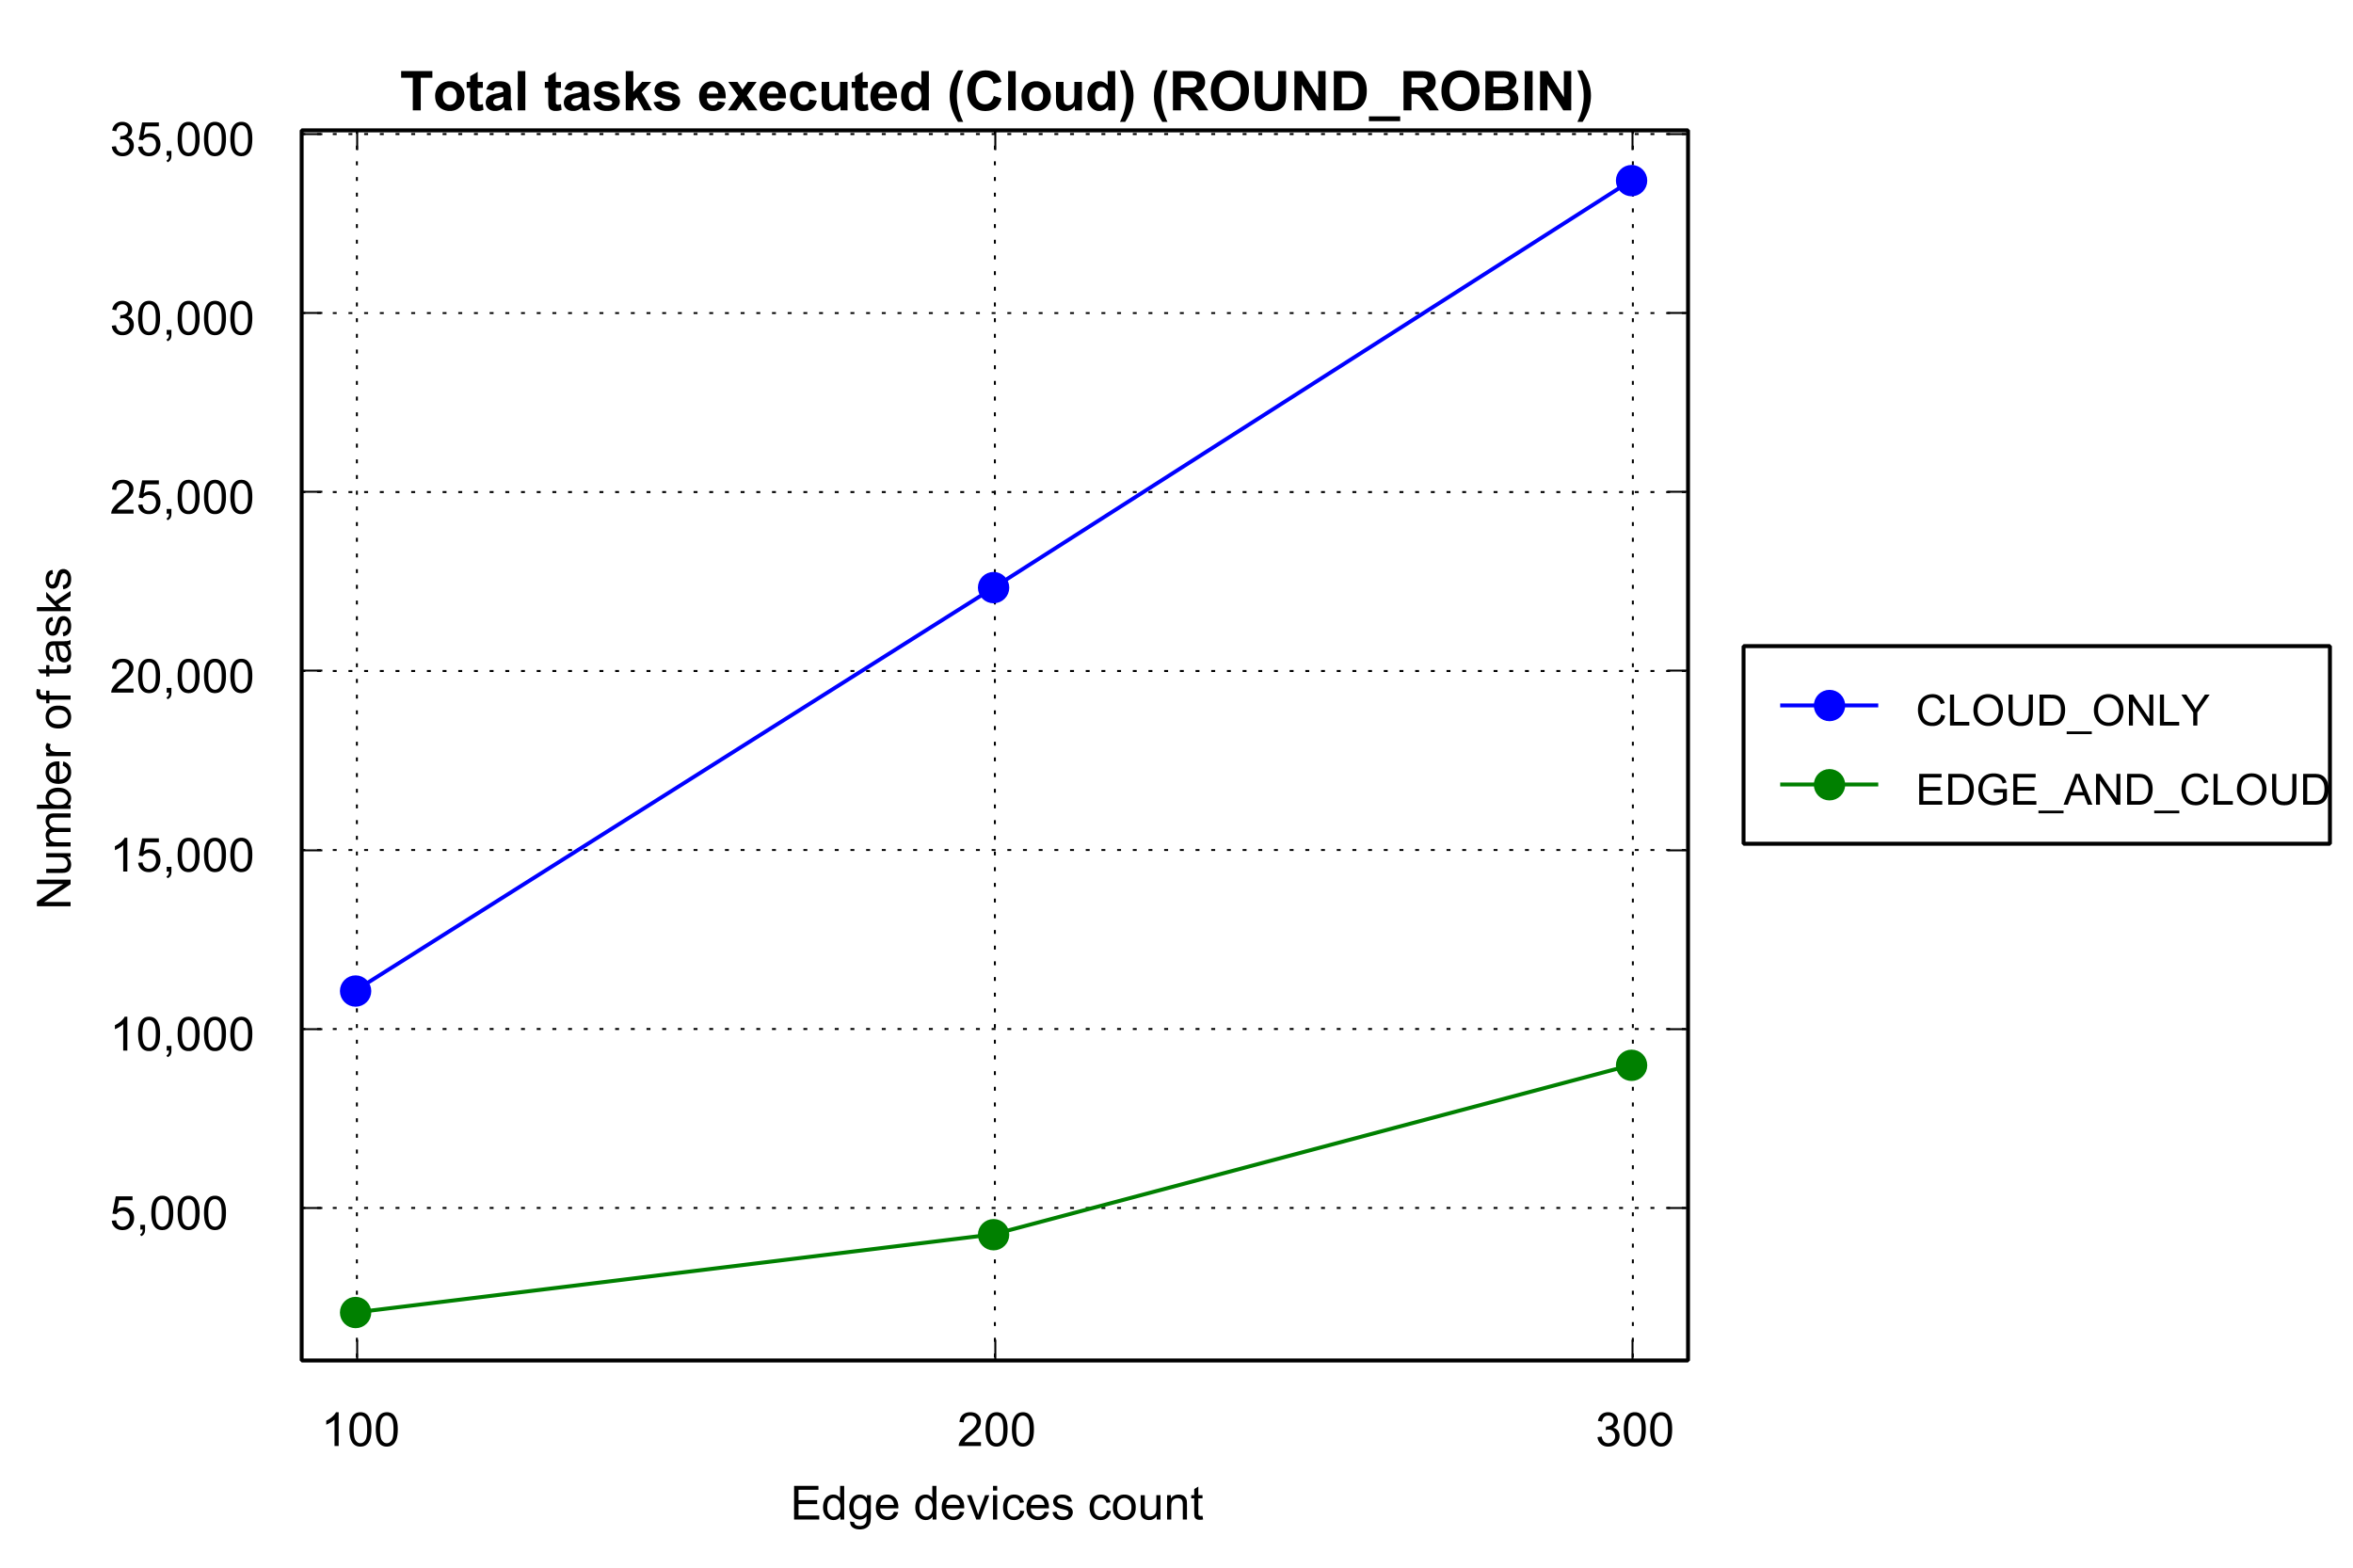 Total tasks executed (Cloud) (ROUND_ROBIN)
35,000
30,000
25,000
20,000
15,000
10,000
5,000
Number of tasks
100 200 300
Edge devices count
CLOUD_ONLY
EDGE_AND_CLOUD